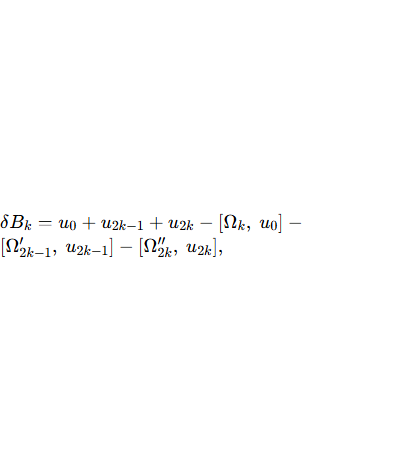 δB_k = u_0 + u_{2k−1} + u_{2k} − [Ω_k, u_0] −
[Ω′_{2k−1}, u_{2k−1}] − [Ω″_{2k}, u_{2k}],